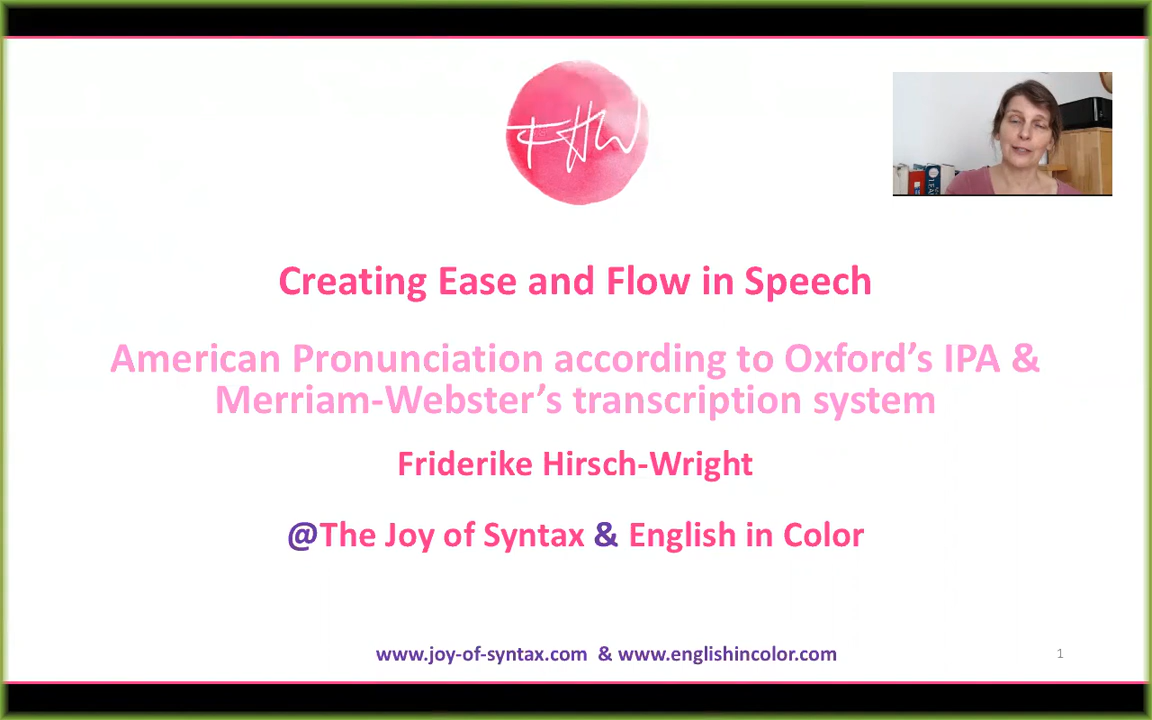 FHW
Creating Ease and Flow in Speech
American Pronunciation according to Oxford’s IPA &
Merriam-Webster’s transcription system
Friderike Hirsch-Wright
@The Joy of Syntax & English in Color
www.joy-of-syntax.com & www.englishincolor.com
1